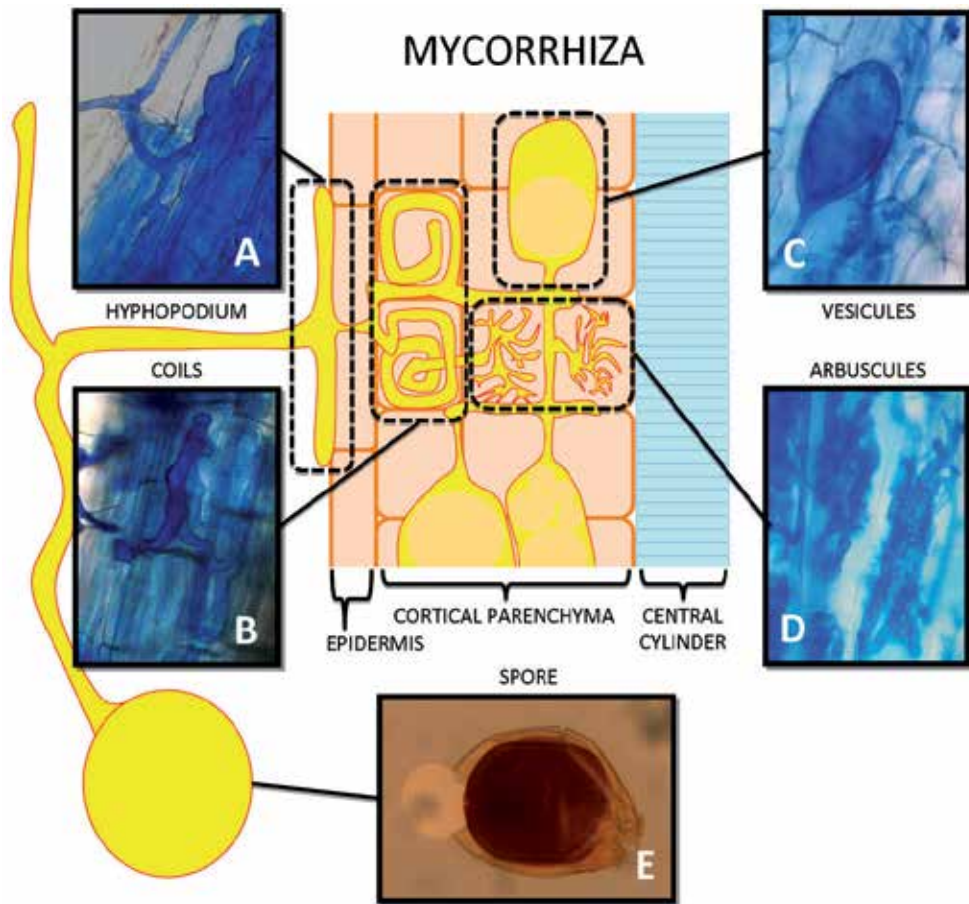 MYCORRHIZA
A
C
HYPHOPODIUM
VESICULES
COILS
ARBUSCULES
B
D
EPIDERMIS
CORTICAL PARENCHYMA
CENTRAL
CYLINDER
SPORE
E